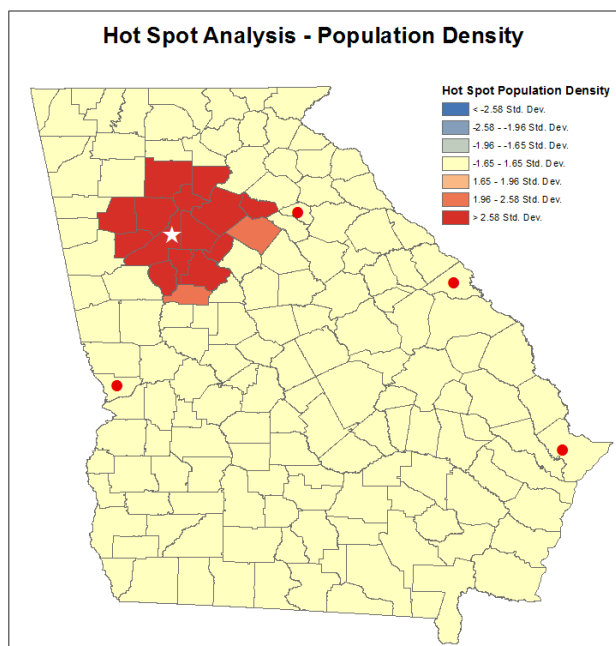 Hot Spot Analysis - Population Density
Hot Spot Population Density
< -2.58 Std. Dev.
-2.58 - -1.96 Std. Dev.
-1.96 - -1.65 Std. Dev.
-1.65 - 1.65 Std. Dev.
1.65 - 1.96 Std. Dev.
1.96 - 2.58 Std. Dev.
> 2.58 Std. Dev.